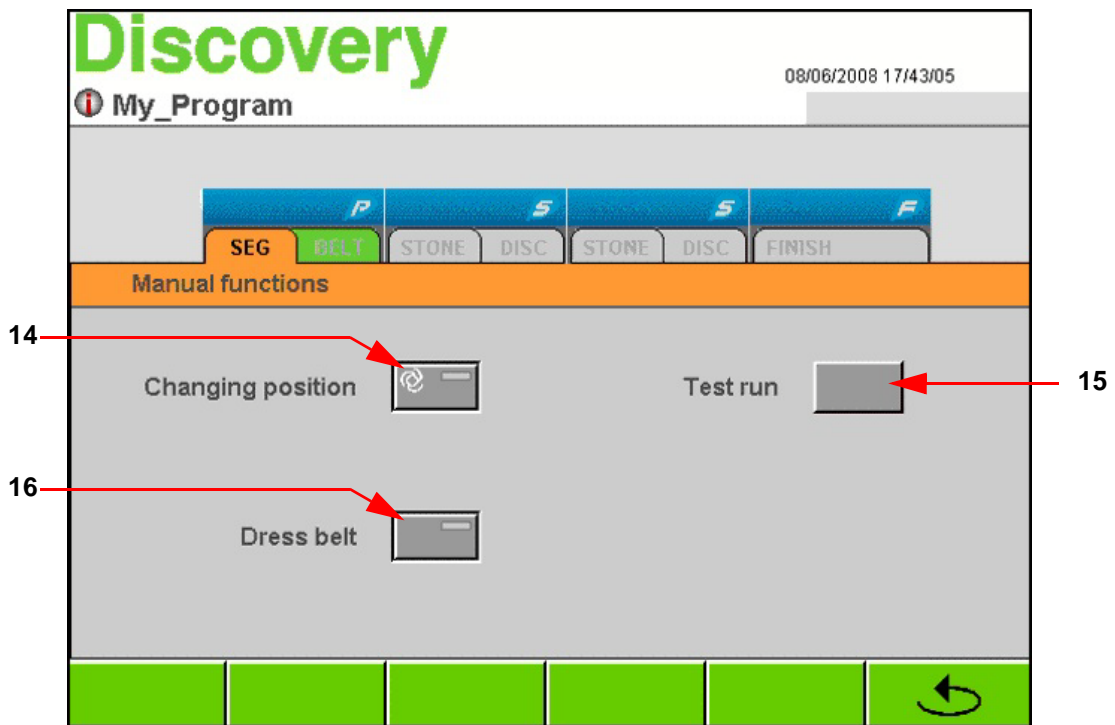 Discovery
08/06/2008 17/43/05
My_Program
P S S F
SEG BELT STONE DISC STONE DISC FINISH
Manual functions
14
Changing position
Test run
15
16
Dress belt